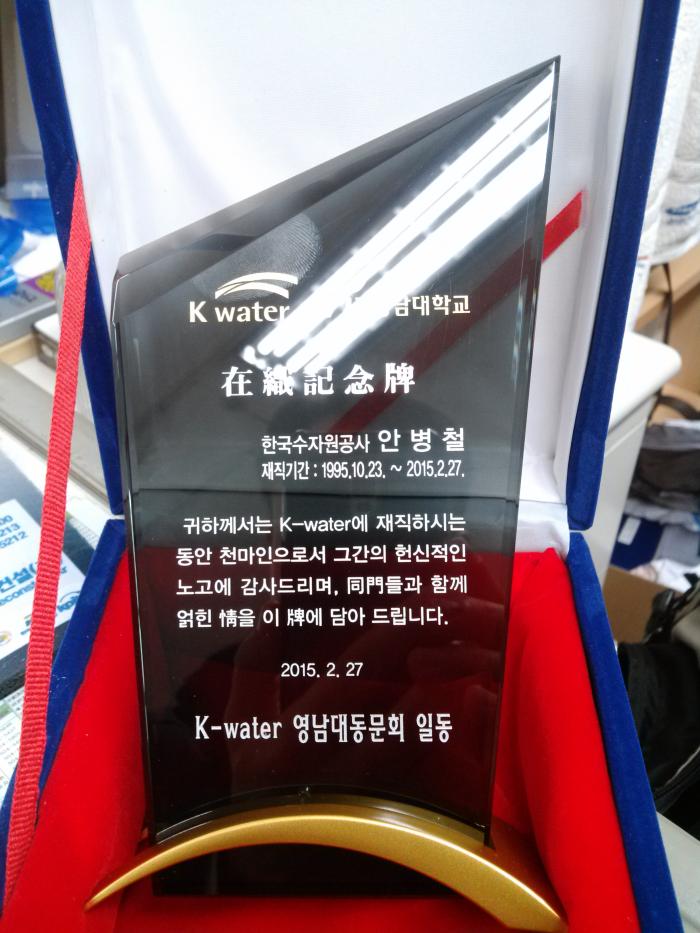 K water 영남대학교
在 職 記 念 牌
한국수자원공사 안 병 철
재직기간 : 1995.10.23. ~ 2015.2.27.
귀하께서는 K-water에 재직하시는
동안 천마인으로서 그간의 헌신적인
노고에 감사드리며, 同門들과 함께
얽힌 情을 이 牌에 담아 드립니다.
2015. 2. 27
K-water 영남대동문회 일동